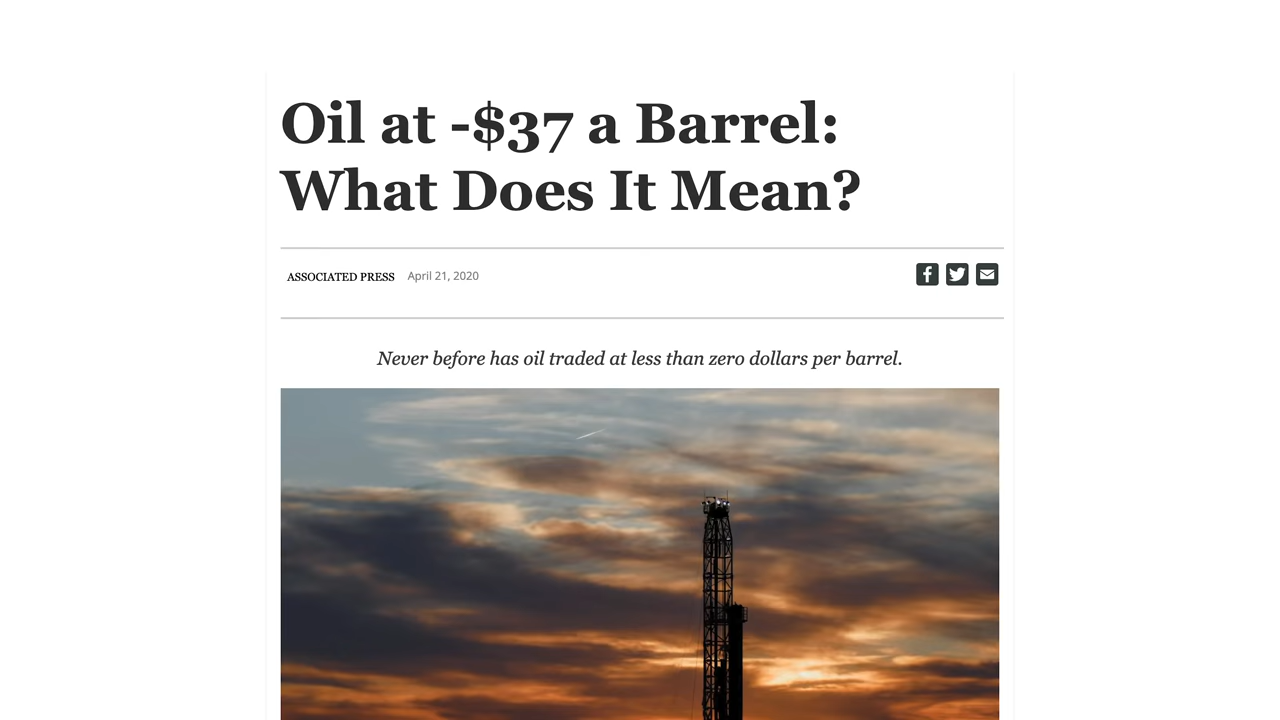 Oil at -$37 a Barrel:
What Does It Mean?
ASSOCIATED PRESS April 21, 2020
Never before has oil traded at less than zero dollars per barrel.